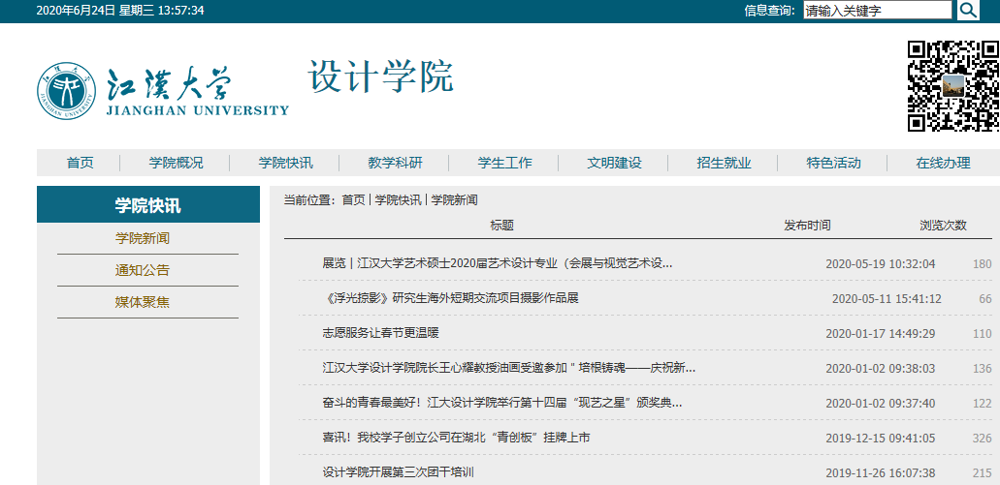 2020年6月24日 星期三 13:57:34 信息查询: 请输入关键字
江漢大学 设计学院
JIANGHAN UNIVERSITY
首页 学院概况 学院快讯 教学科研 学生工作 文明建设 招生就业 特色活动 在线办理
学院快讯
学院新闻
通知公告
媒体聚焦
当前位置: 首页 | 学院快讯 | 学院新闻
标题 发布时间 浏览次数
展览 | 江汉大学艺术硕士2020届艺术设计专业（会展与视觉艺术设... 2020-05-19 10:32:04 180
《浮光掠影》研究生海外短期交流项目摄影作品展 2020-05-11 15:41:12 66
志愿服务让春节更温暖 2020-01-17 14:49:29 110
江汉大学设计学院院长王心耀教授油画受邀参加＂培根铸魂——庆祝新... 2020-01-02 09:38:03 136
奋斗的青春最美好！江大设计学院举行第十四届“现艺之星”颁奖典... 2020-01-02 09:37:40 122
喜讯！我校学子创立公司在湖北“青创板”挂牌上市 2019-12-15 09:41:05 326
设计学院开展第三次团干培训 2019-11-26 16:07:38 215